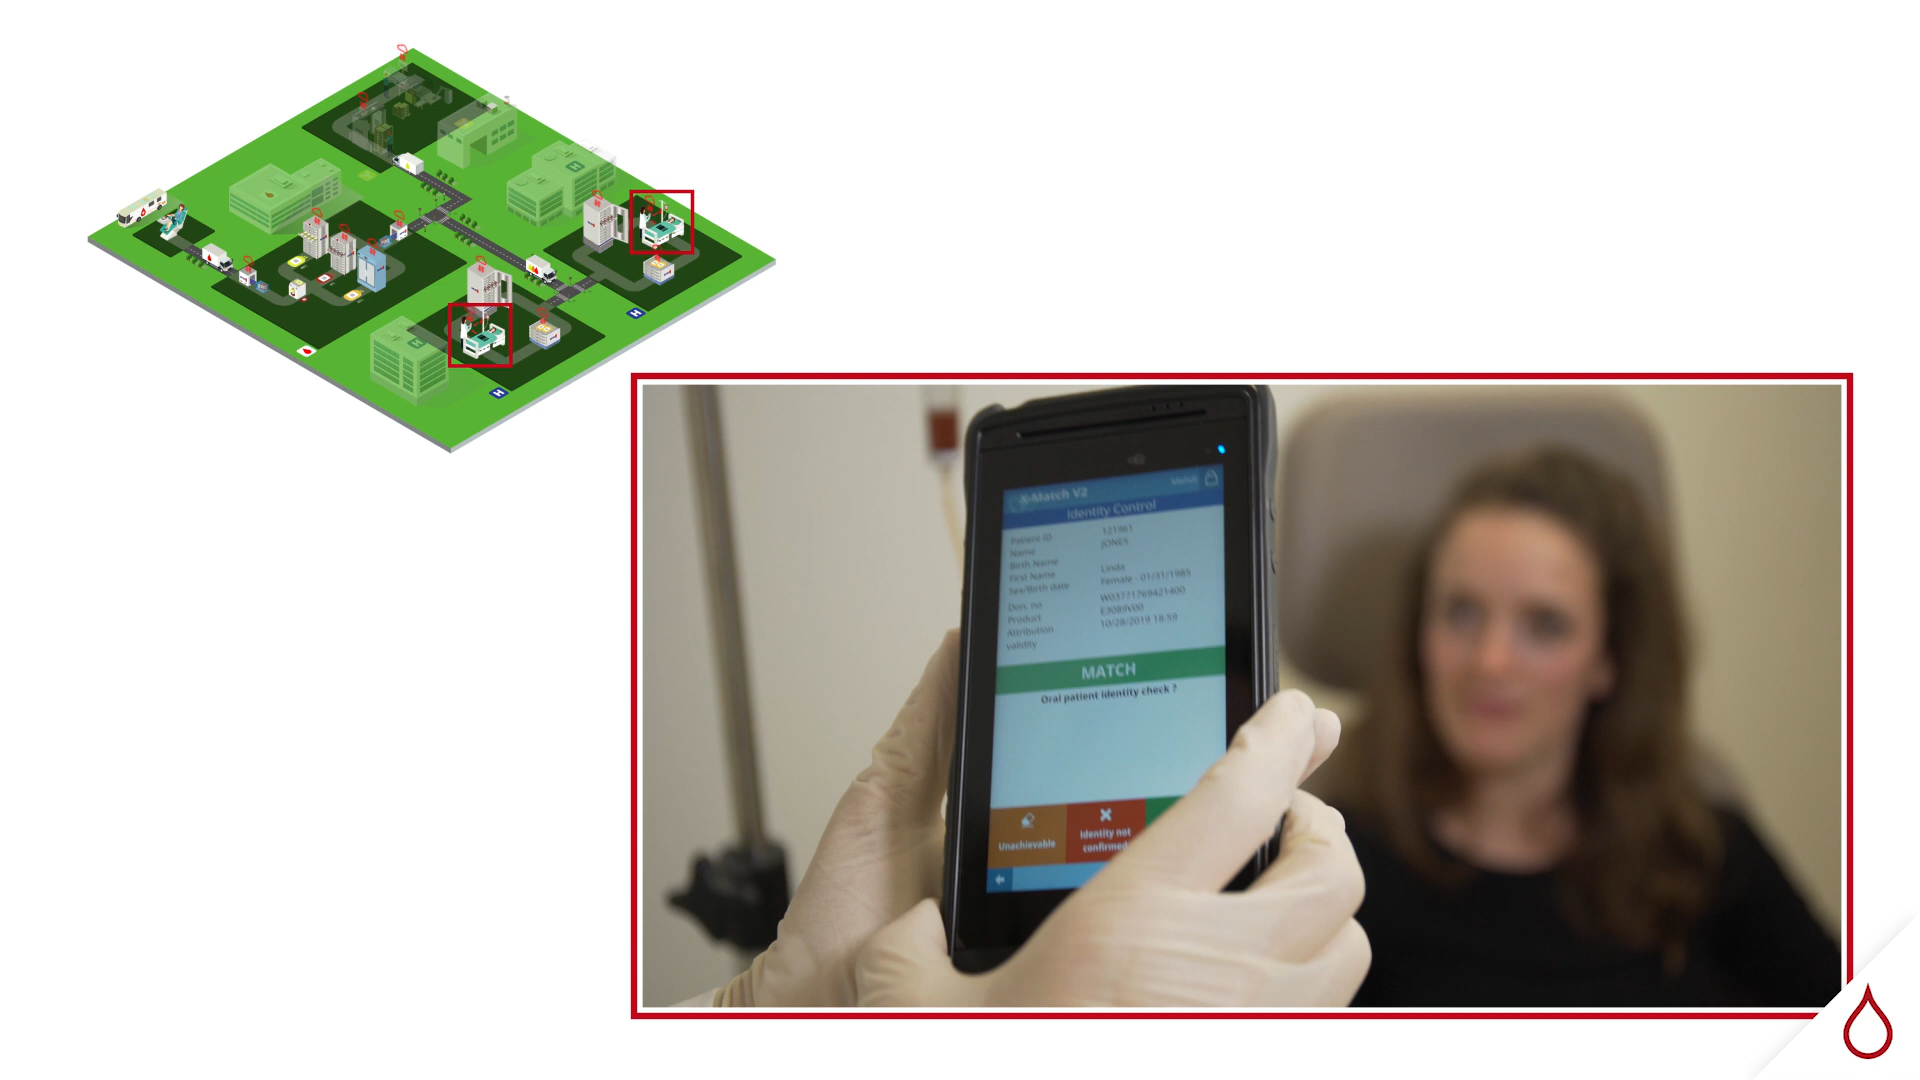 H
H
H
H
X-Match V2
Identity Control
Patient ID 121961
Name JONES
Birth Name
First Name Linda
Sex/Birth date Female - 01/31/1985
Don. no W03771769421400
Product E3089V00
Attribution 10/28/2019 18:59
validity
MATCH
Oral patient identity check ?
Unachievable
Identity not
confirmed